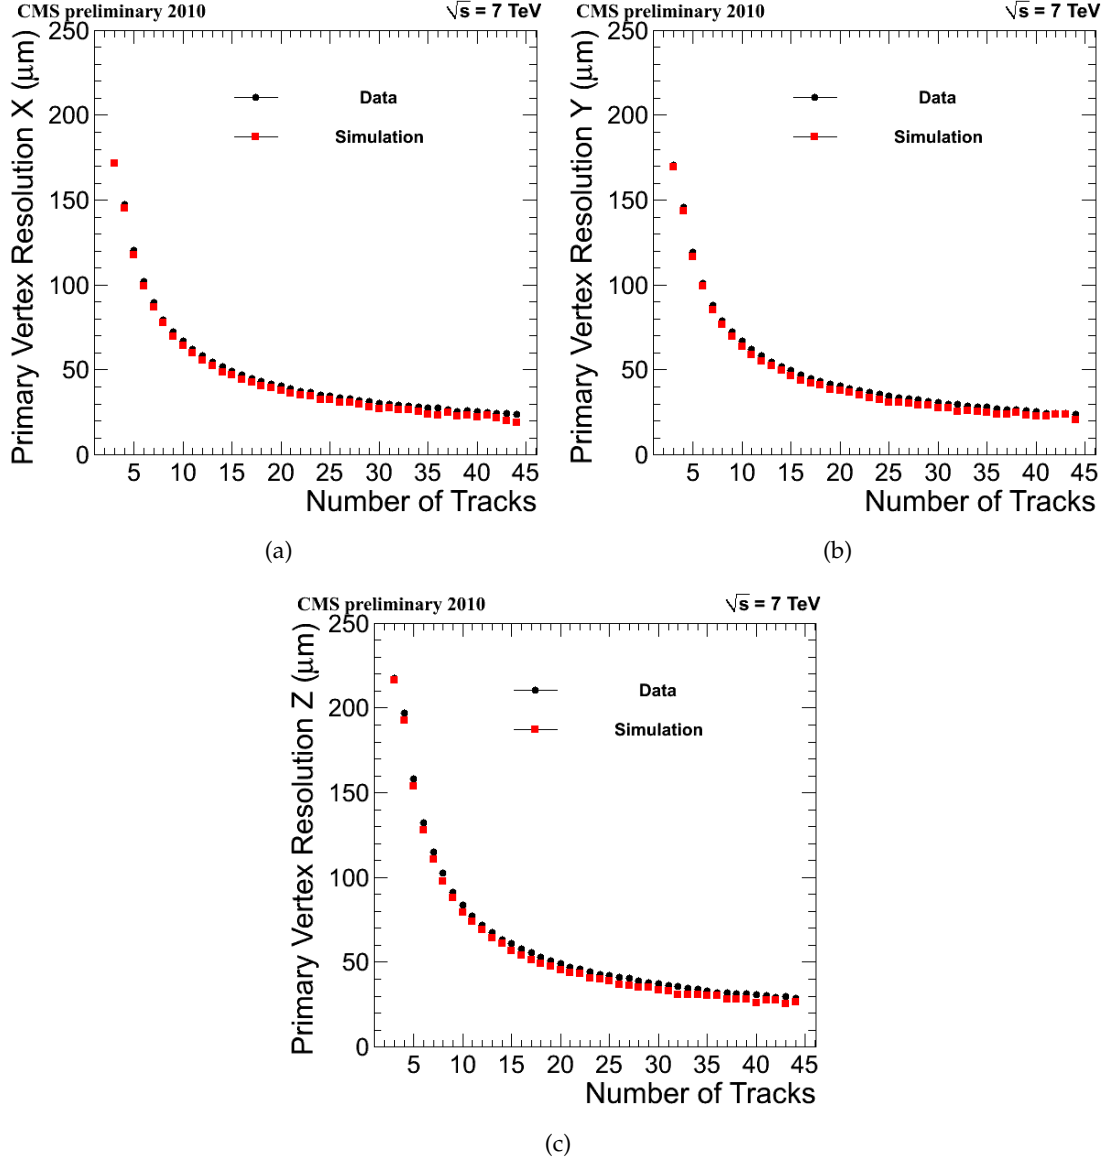 CMS preliminary 2010 √s = 7 TeV
Primary Vertex Resolution X (μm)
250
200
150
100
50
0
Data
Simulation
5 10 15 20 25 30 35 40 45
Number of Tracks
(a)
CMS preliminary 2010 √s = 7 TeV
Primary Vertex Resolution Y (μm)
250
200
150
100
50
0
Data
Simulation
5 10 15 20 25 30 35 40 45
Number of Tracks
(b)
CMS preliminary 2010 √s = 7 TeV
Primary Vertex Resolution Z (μm)
250
200
150
100
50
0
Data
Simulation
5 10 15 20 25 30 35 40 45
Number of Tracks
(c)